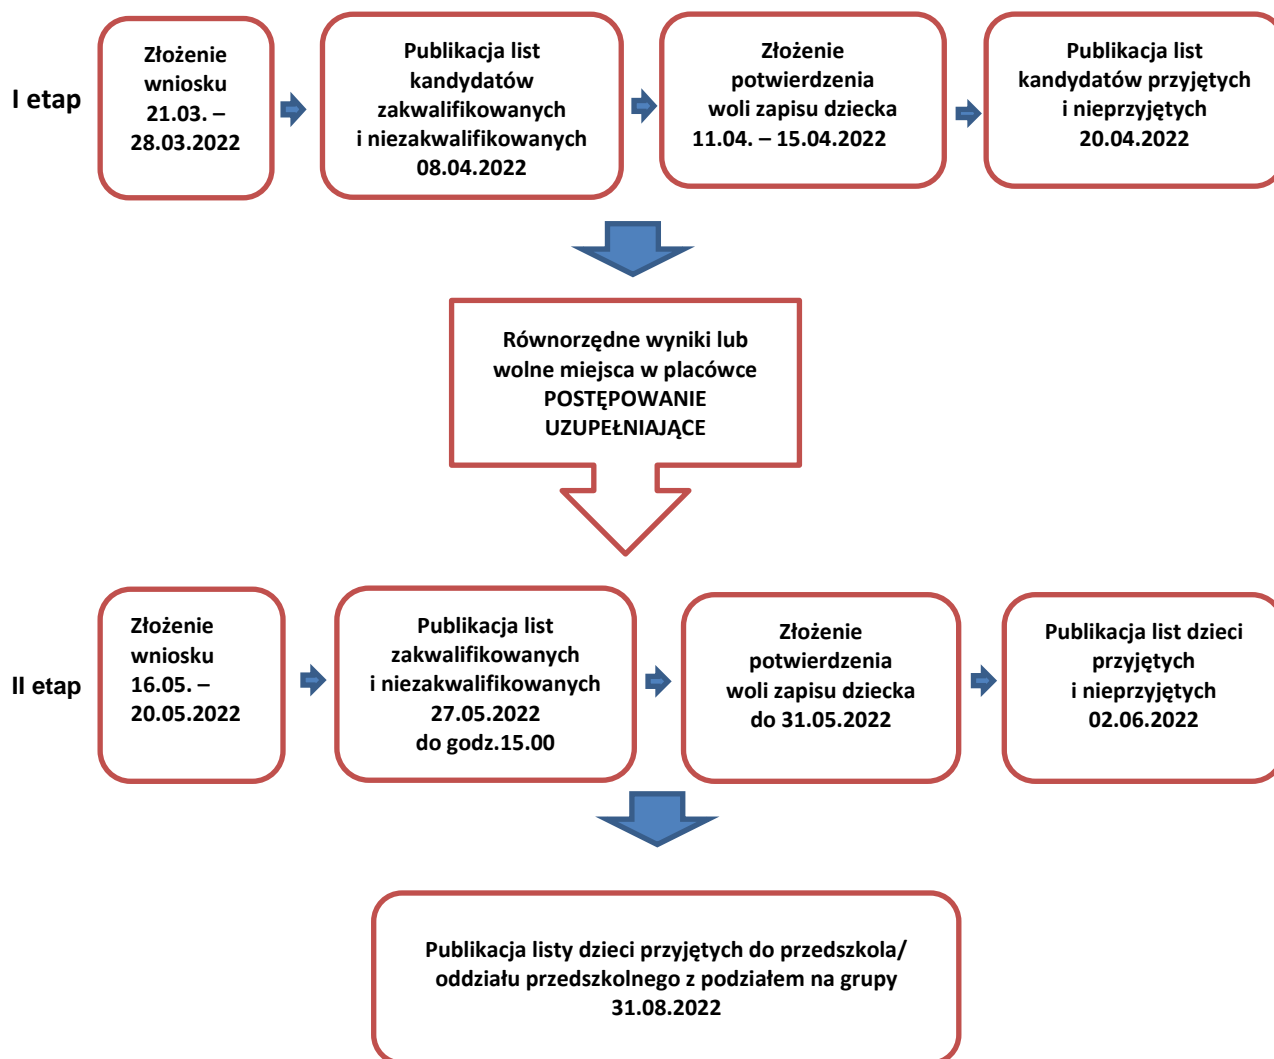 I etap
Złożenie
wniosku
21.03. –
28.03.2022
Publikacja list
kandydatów
zakwalifikowanych
i niezakwalifikowanych
08.04.2022
Złożenie
potwierdzenia
woli zapisu dziecka
11.04. – 15.04.2022
Publikacja list
kandydatów przyjętych
i nieprzyjętych
20.04.2022
Równorzędne wyniki lub
wolne miejsca w placówce
POSTĘPOWANIE
UZUPEŁNIAJĄCE
II etap
Złożenie
wniosku
16.05. –
20.05.2022
Publikacja list
zakwalifikowanych
i niezakwalifikowanych
27.05.2022
do godz.15.00
Złożenie
potwierdzenia
woli zapisu dziecka
do 31.05.2022
Publikacja list dzieci
przyjętych
i nieprzyjętych
02.06.2022
Publikacja listy dzieci przyjętych do przedszkola/
oddziału przedszkolnego z podziałem na grupy
31.08.2022